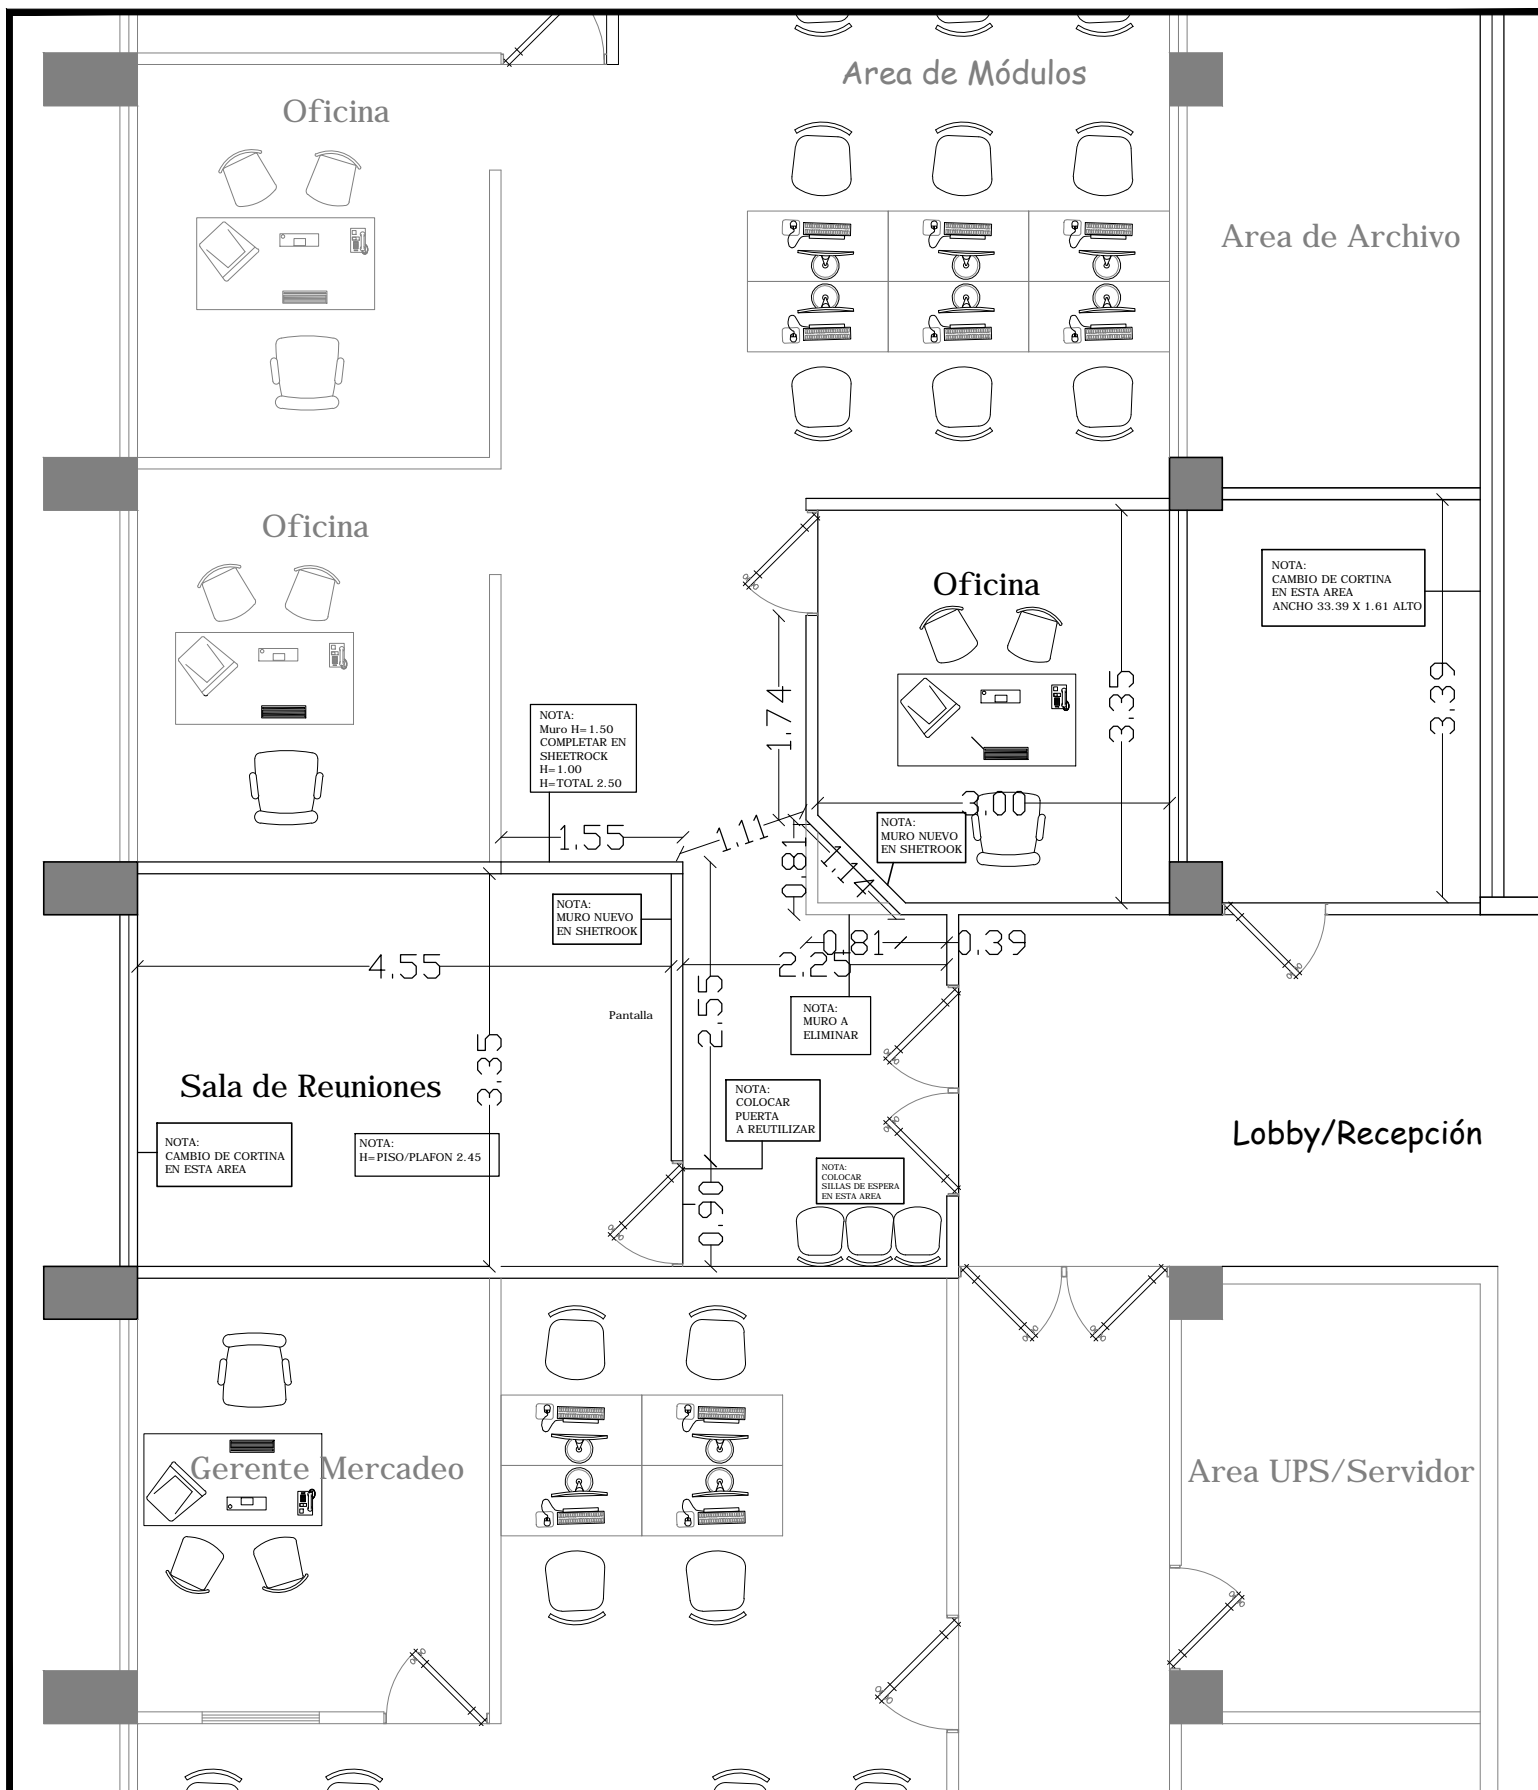 Area de Módulos
Oficina
Area de Archivo
Oficina
Oficina
NOTA:
CAMBIO DE CORTINA
EN ESTA AREA
ANCHO 33.39 X 1.61 ALTO
3.35
3.39
1.74
NOTA:
Muro H=1.50
COMPLETAR EN
SHEETROCK
H=1.00
H=TOTAL 2.50
3.00
1.55
1.11
0.81
1.14
NOTA:
MURO NUEVO
EN SHETROOK
NOTA:
MURO NUEVO
EN SHETROOK
0.81
0.39
4.55
2.25
2.55
Pantalla
NOTA:
MURO A
ELIMINAR
3.35
Sala de Reuniones
NOTA:
COLOCAR
PUERTA
A REUTILIZAR
Lobby/Recepción
NOTA:
CAMBIO DE CORTINA
EN ESTA AREA
NOTA:
H=PISO/PLAFON 2.45
NOTA:
COLOCAR
SILLAS DE ESPERA
EN ESTA AREA
0.90
Gerente Mercadeo
Area UPS/Servidor